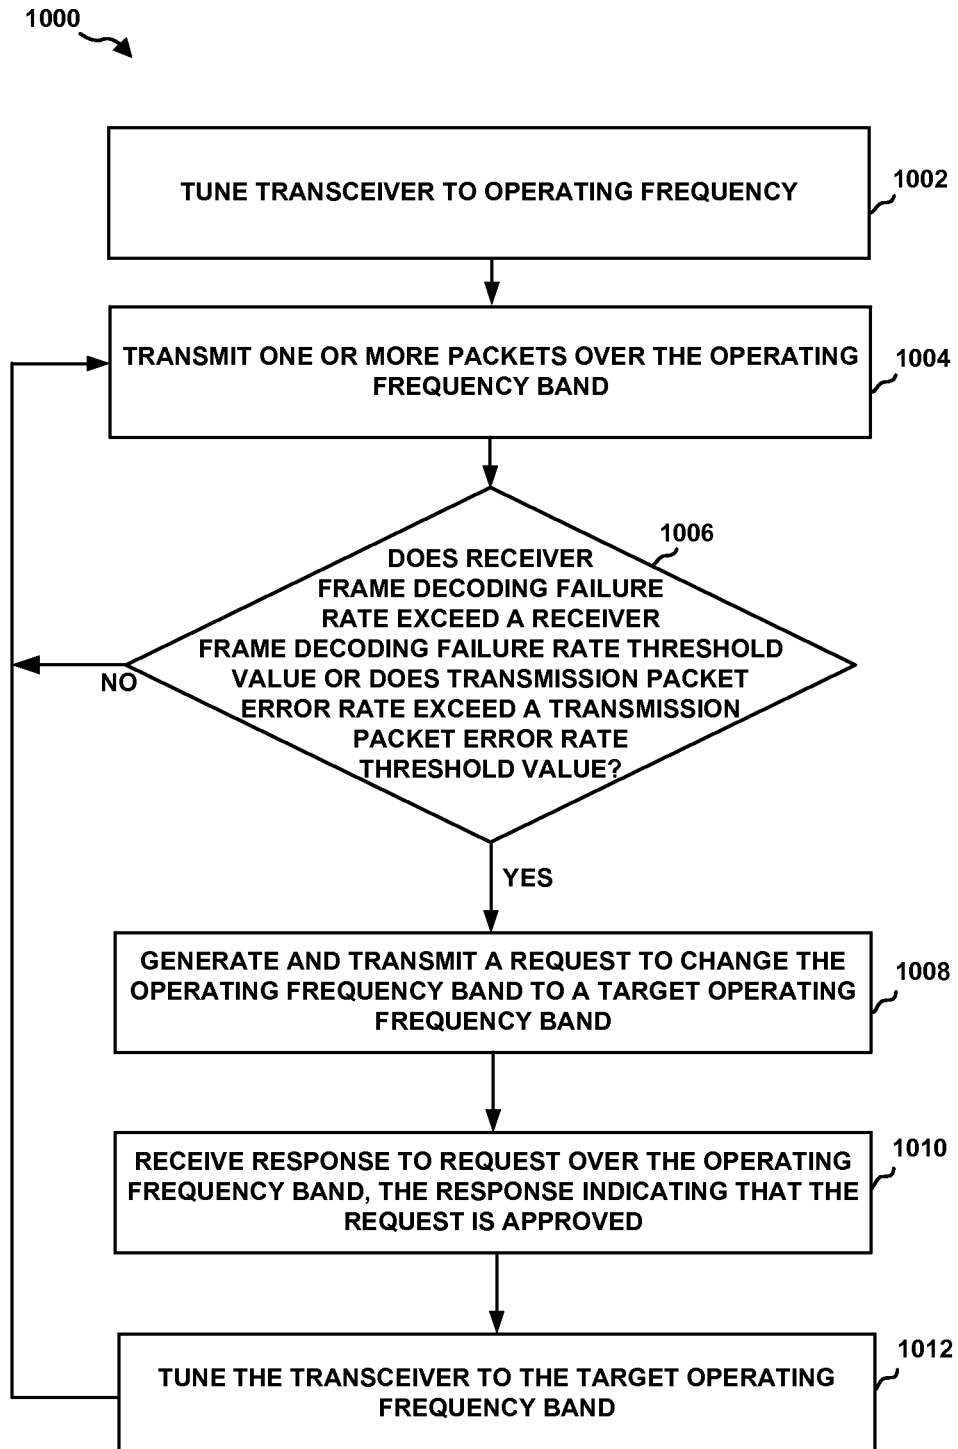 1000
TUNE TRANSCEIVER TO OPERATING FREQUENCY
1002
TRANSMIT ONE OR MORE PACKETS OVER THE OPERATING
FREQUENCY BAND
1004
1006
DOES RECEIVER
FRAME DECODING FAILURE
RATE EXCEED A RECEIVER
FRAME DECODING FAILURE RATE THRESHOLD
VALUE OR DOES TRANSMISSION PACKET
ERROR RATE EXCEED A TRANSMISSION
PACKET ERROR RATE
THRESHOLD VALUE?
NO
YES
GENERATE AND TRANSMIT A REQUEST TO CHANGE THE
OPERATING FREQUENCY BAND TO A TARGET OPERATING
FREQUENCY BAND
1008
RECEIVE RESPONSE TO REQUEST OVER THE OPERATING
FREQUENCY BAND, THE RESPONSE INDICATING THAT THE
REQUEST IS APPROVED
1010
TUNE THE TRANSCEIVER TO THE TARGET OPERATING
FREQUENCY BAND
1012